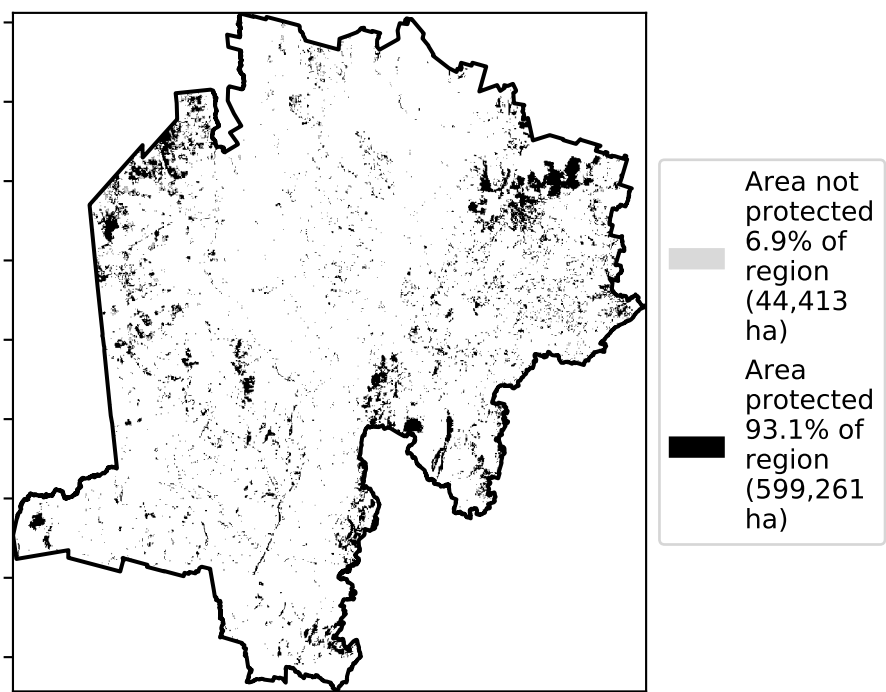 Area not
protected
6.9% of
region
(44,413
ha)
Area
protected
93.1% of
region
(599,261
ha)